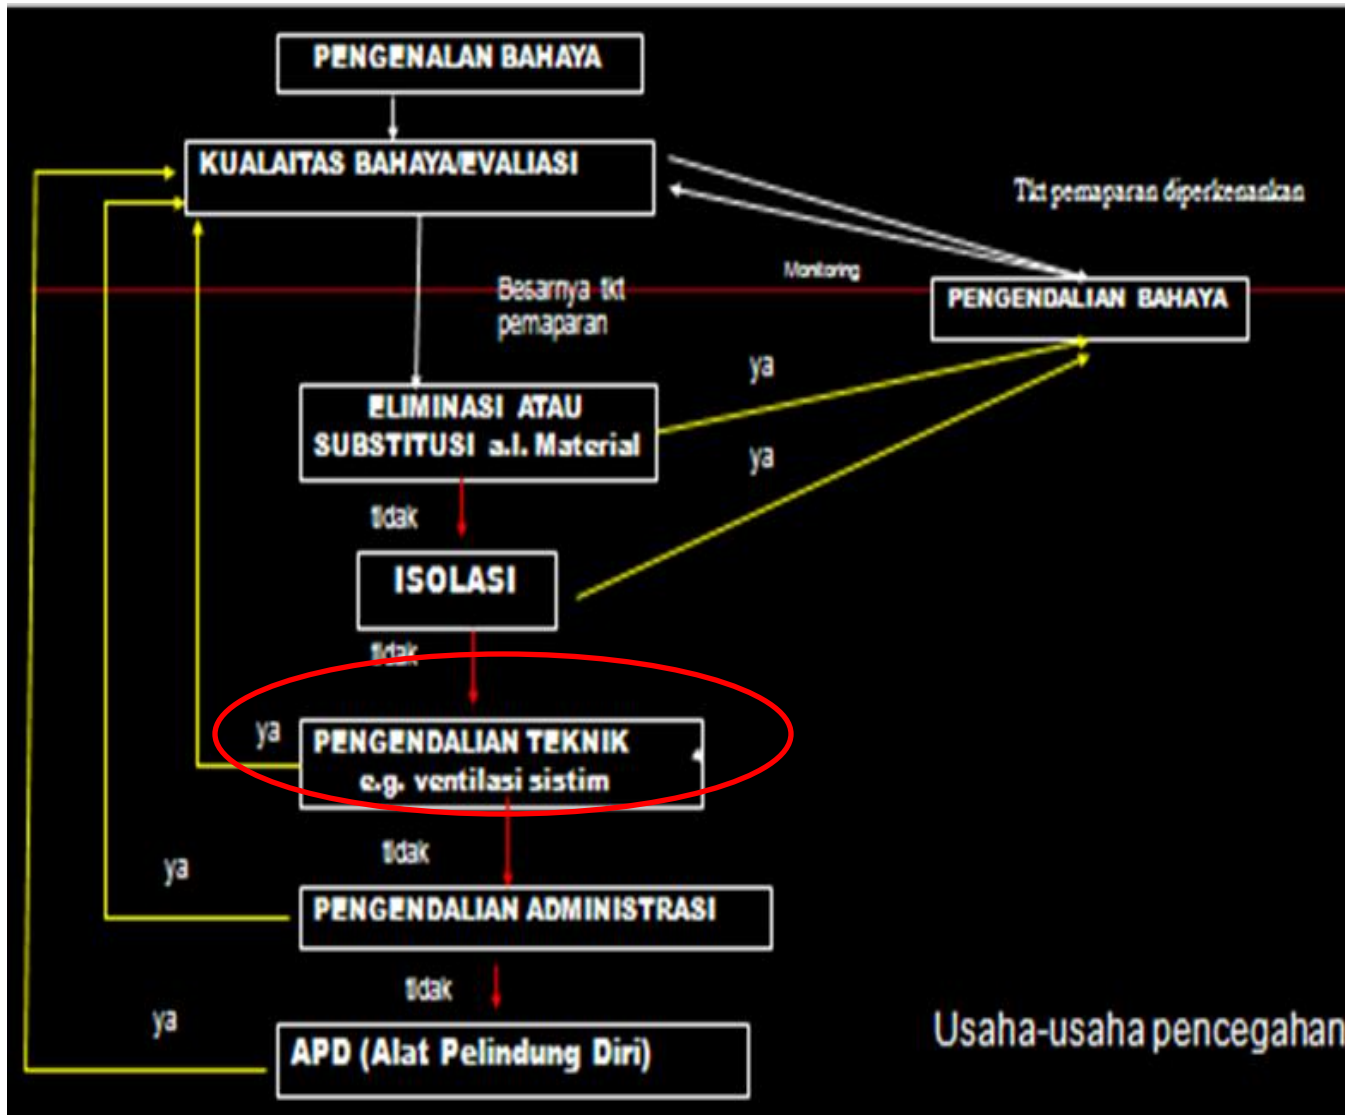 PENGENALAN BAHAYA
KUALAITAS BAHAYA/EVALIASI
Tkt pemaparan diperkenankan
Monitoring
Besarnya tkt
pemaparan
PENGENDALIAN BAHAYA
ya
ELIMINASI ATAU
SUBSTITUSI a.l. Material
ya
tidak
ISOLASI
tidak
ya
PENGENDALIAN TEKNIK
e.g. ventilasi sistim
tidak
ya
PENGENDALIAN ADMINISTRASI
tidak
ya
APD (Alat Pelindung Diri)
Usaha-usaha pencegahan